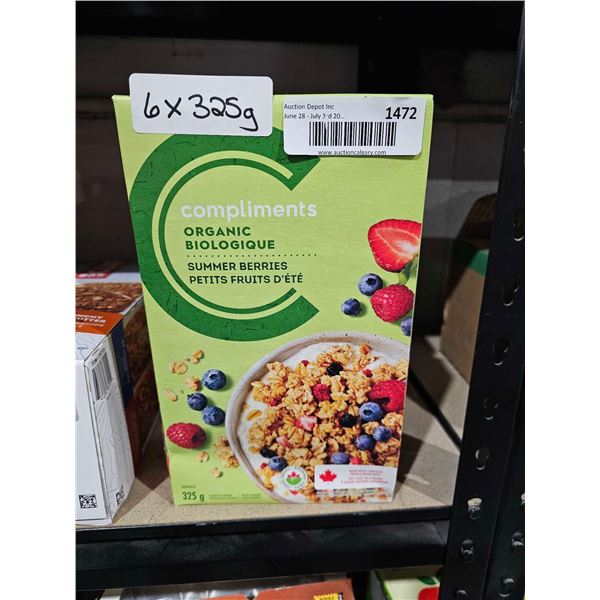 6 X 325g
Auction Depot Inc
June 28 - July 3rd 20...
1472
www.auctioncalgary.com
compliments
ORGANIC
BIOLOGIQUE
SUMMER BERRIES
PETITS FRUITS D'ÉTÉ
325 g